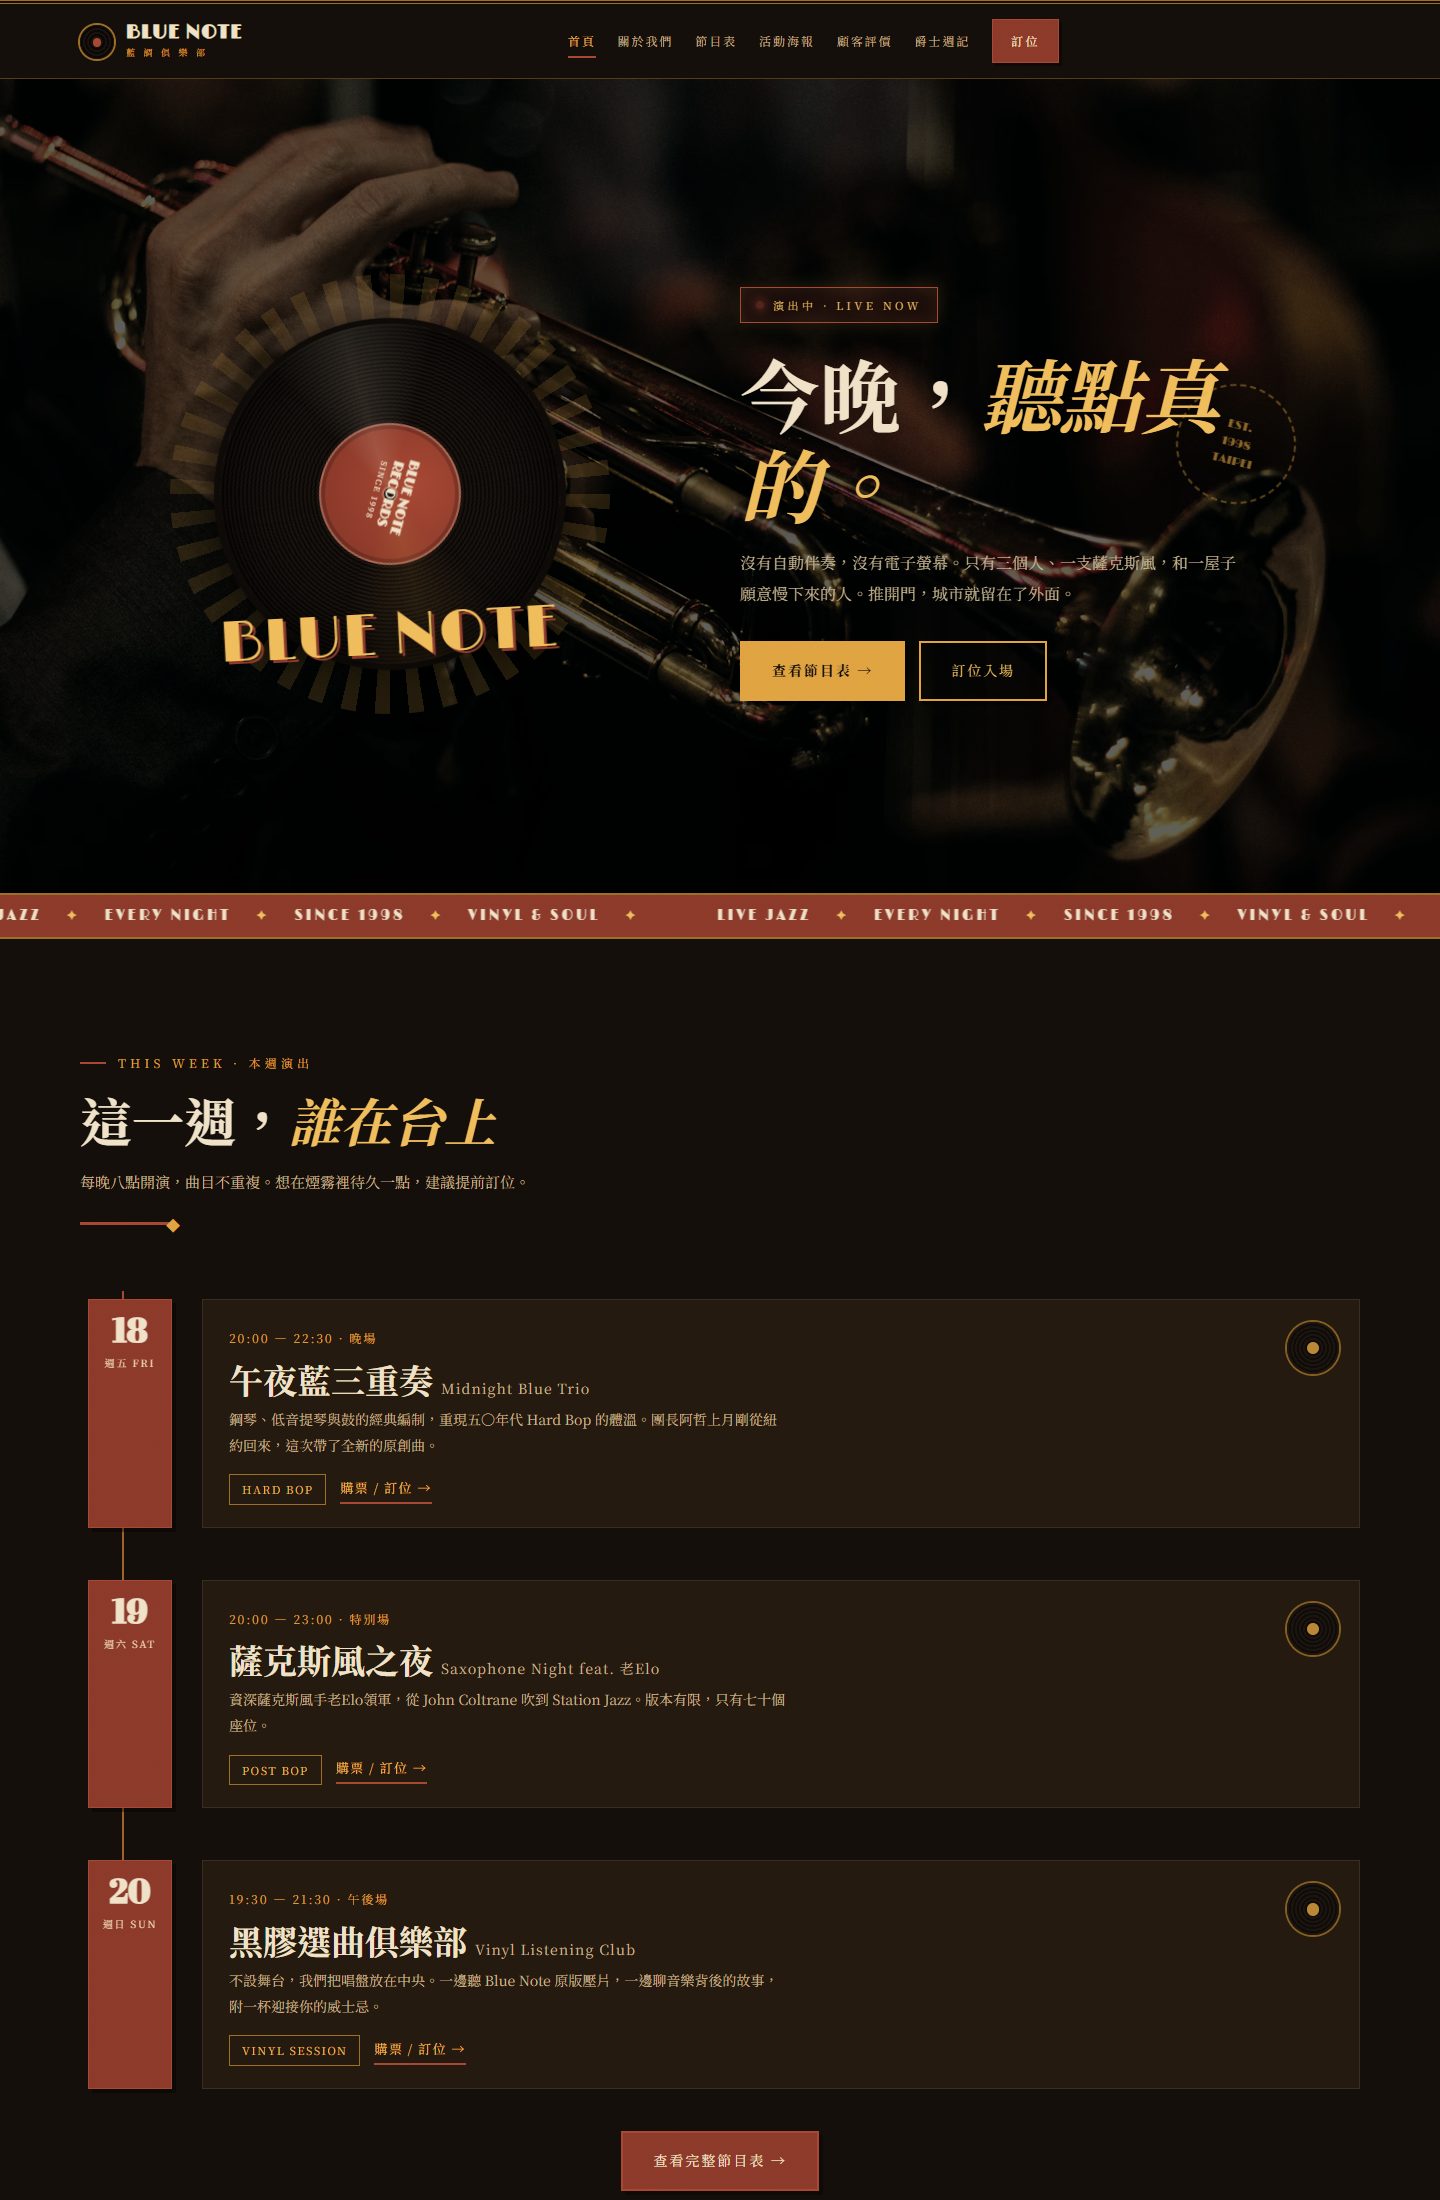 BLUE NOTE
藍調俱樂部
首頁 關於我們 節目表 活動海報 顧客評價 爵士週記 訂位
BLUE NOTE
RECORDS
SINCE 1998
BLUE NOTE
演出中 · LIVE NOW
今晚，聽點真
的。
EST.
1998
TAIPEI
沒有自動伴奏，沒有電子螢幕。只有三個人、一支薩克斯風，和一屋子
願意慢下來的人。推開門，城市就留在了外面。
查看節目表 → 訂位入場
JAZZ ✦ EVERY NIGHT ✦ SINCE 1998 ✦ VINYL & SOUL ✦ LIVE JAZZ ✦ EVERY NIGHT ✦ SINCE 1998 ✦ VINYL & SOUL ✦
THIS WEEK · 本週演出
這一週，誰在台上
每晚八點開演，曲目不重複。想在煙霧裡待久一點，建議提前訂位。
18
週五 FRI
20:00 — 22:30 · 晚場
午夜藍三重奏 Midnight Blue Trio
鋼琴、低音提琴與鼓的經典編制，重現五〇年代 Hard Bop 的體溫。團長阿哲上月剛從紐
約回來，這次帶了全新的原創曲。
HARD BOP 購票 / 訂位 →
19
週六 SAT
20:00 — 23:00 · 特別場
薩克斯風之夜 Saxophone Night feat. 老Elo
資深薩克斯風手老Elo領軍，從 John Coltrane 吹到 Station Jazz。版本有限，只有七十個
座位。
POST BOP 購票 / 訂位 →
20
週日 SUN
19:30 — 21:30 · 午後場
黑膠選曲俱樂部 Vinyl Listening Club
不設舞台，我們把唱盤放在中央。一邊聽 Blue Note 原版壓片，一邊聊音樂背後的故事，
附一杯迎接你的威士忌。
VINYL SESSION 購票 / 訂位 →
查看完整節目表 →